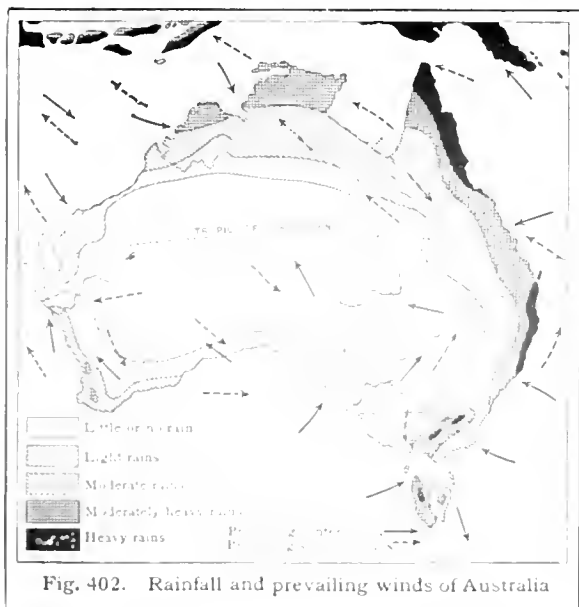 Little or no rain
Light rains
Moderate rains
Moderately heavy rains
Heavy rains
Fig. 402. Rainfall and prevailing winds of Australia